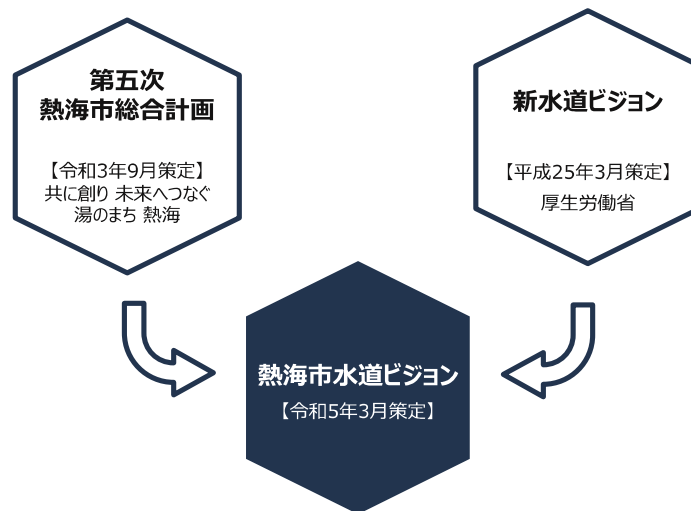 第五次
熱海市総合計画
【令和3年9月策定】
共に創り 未来へつなぐ
湯のまち 熱海
新水道ビジョン
【平成25年3月策定】
厚生労働省
熱海市水道ビジョン
【令和5年3月策定】